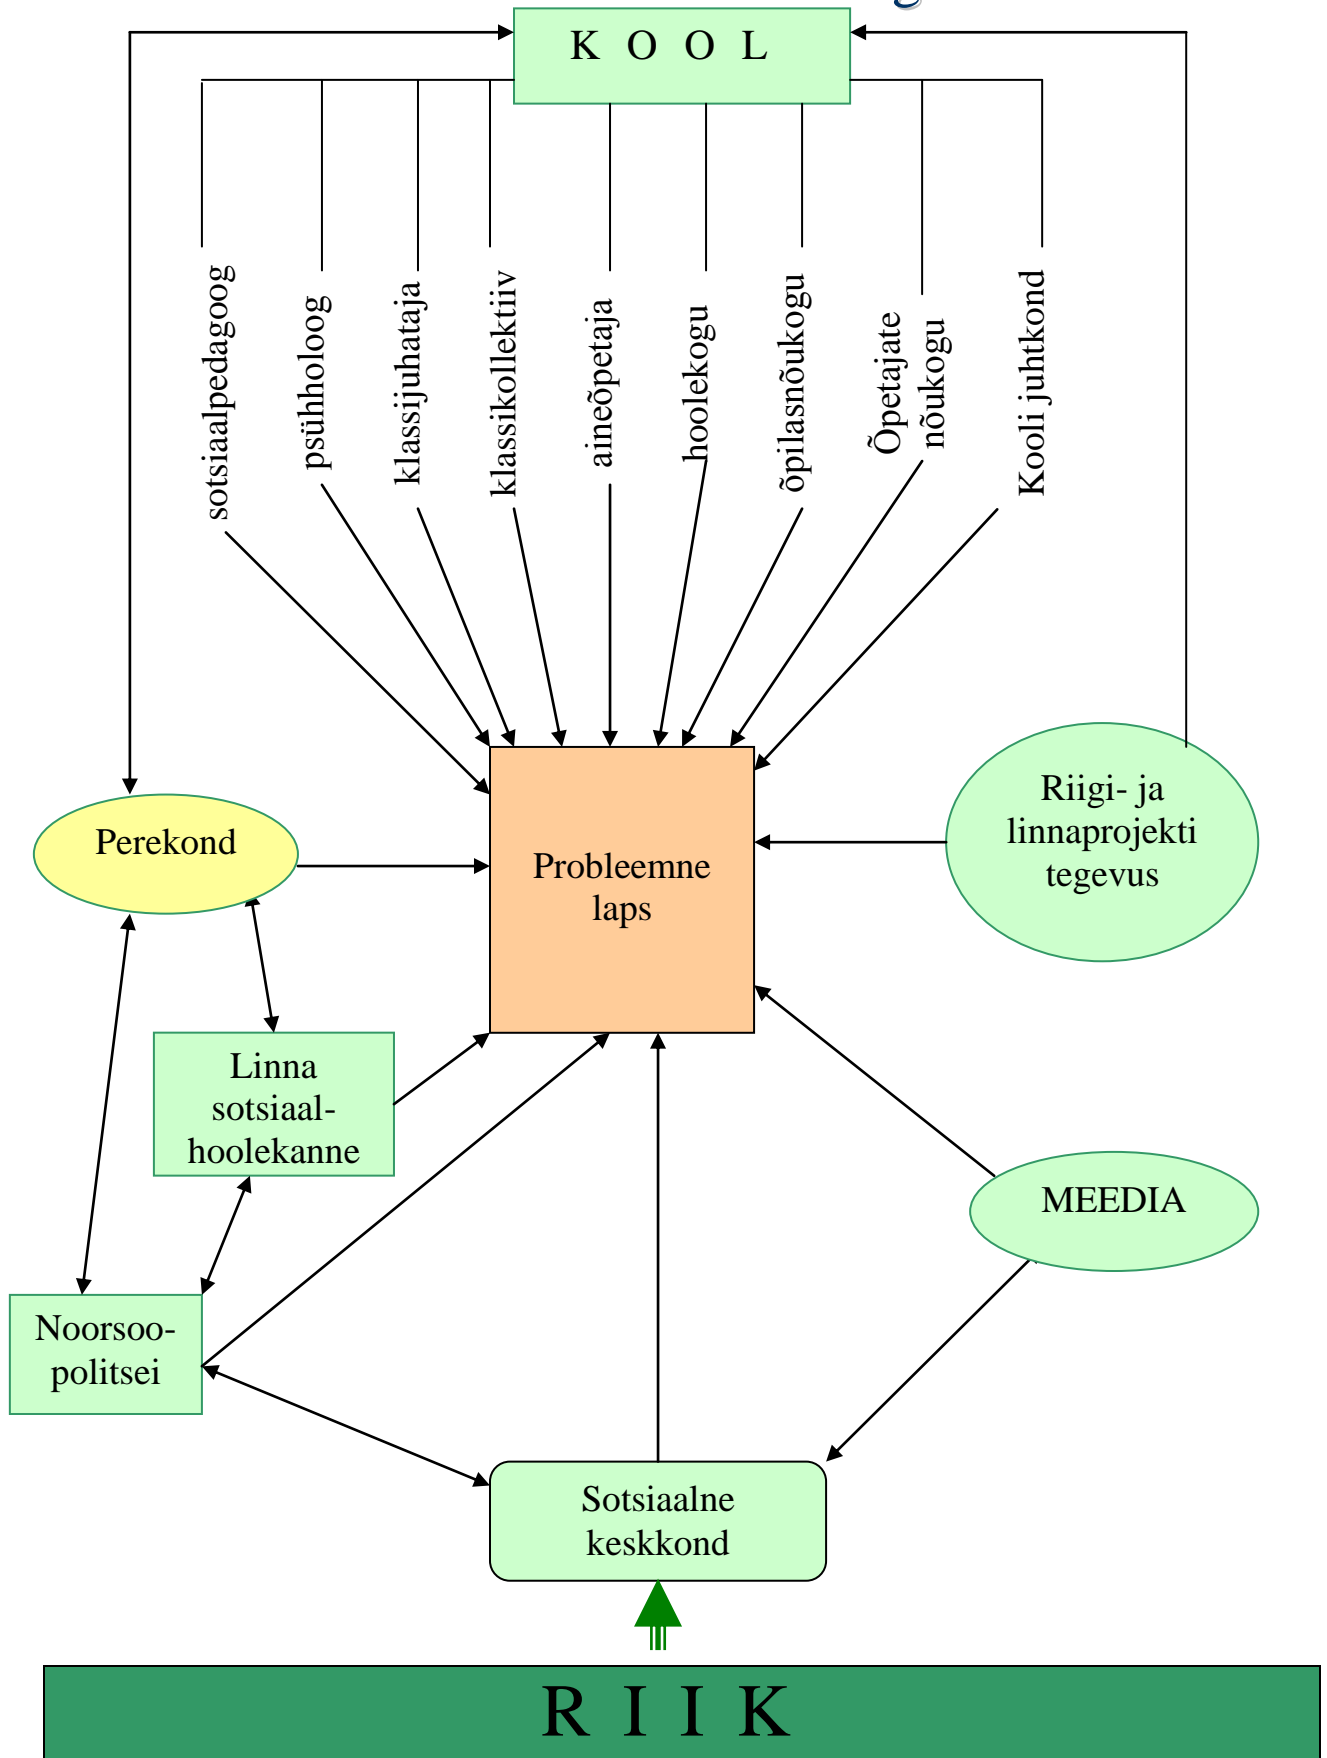 K O O L
sotsiaalpedagoog
psühholoog
klassijuhataja
klassikollektiiv
aineõpetaja
hoolekogu
õpilasnõukogu
Õpetajate
nõukogu
Kooli juhtkond
Perekond
Probleemne
laps
Riigi- ja
linnaprojekti
tegevus
Linna
sotsiaal-
hoolekanne
MEEDIA
Noorsoo-
politsei
Sotsiaalne
keskkond
R I I K